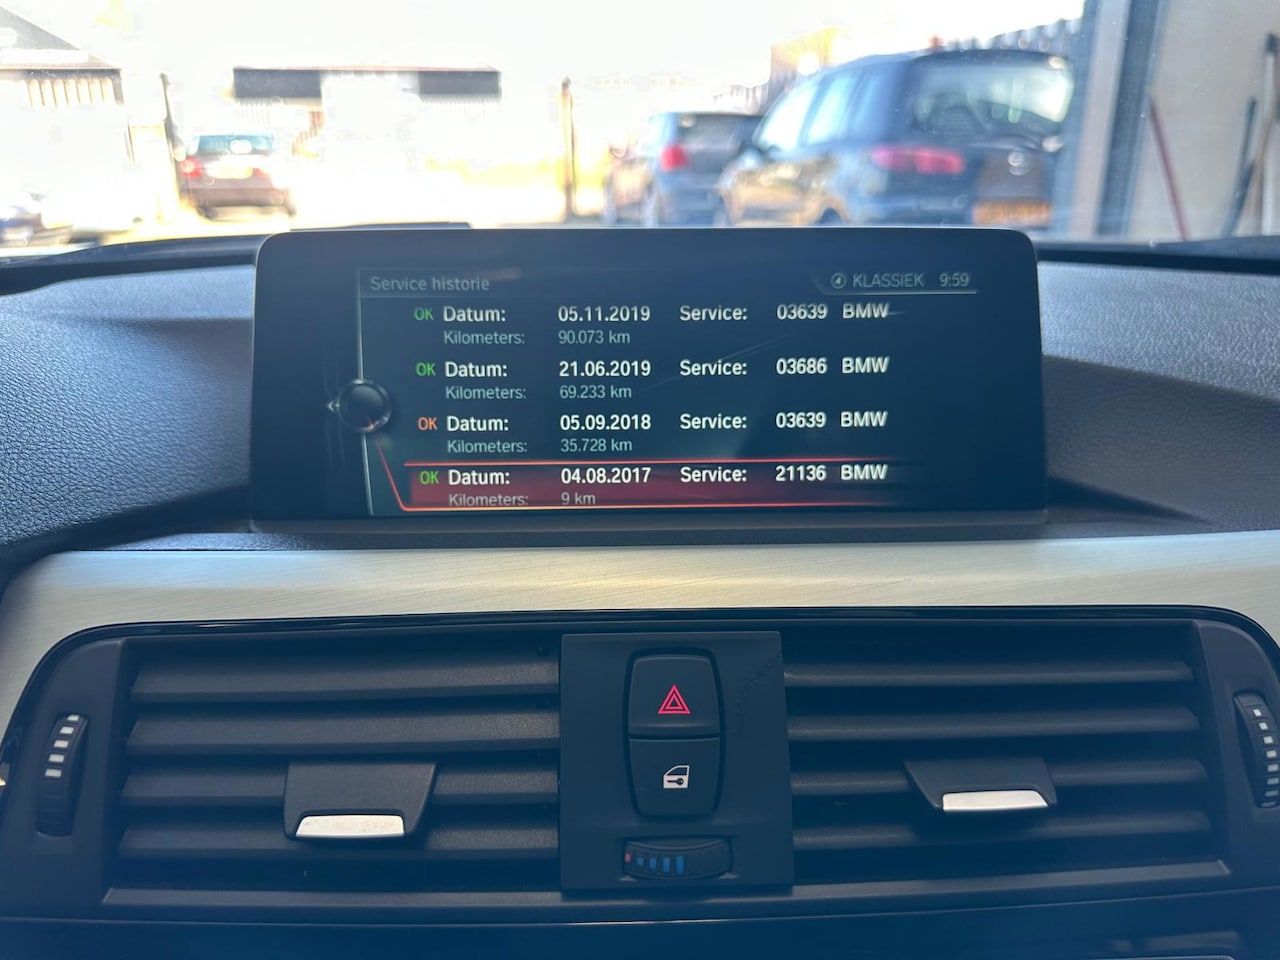 Service historie KLASSIEK 9:59
OK Datum: 05.11.2019 Service: 03639 BMW
Kilometers: 90.073 km
OK Datum: 21.06.2019 Service: 03686 BMW
Kilometers: 69.233 km
OK Datum: 05.09.2018 Service: 03639 BMW
Kilometers: 35.728 km
OK Datum: 04.08.2017 Service: 21136 BMW
Kilometers: 9 km